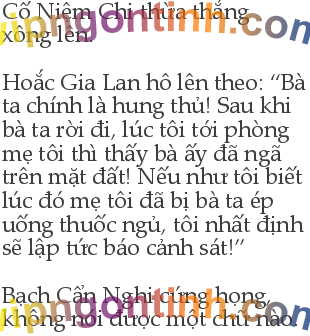 Cố Niệm Chi thừa thắng
xông lên.
vipngontinh.com
Hoắc Gia Lan hô lên theo: “Bà
ta chính là hung thủ! Sau khi
bà ta rời đi, lúc tôi tới phòng
mẹ tôi thì thấy bà ấy đã ngã
trên mặt đất! Nếu như tôi biết
lúc đó mẹ tôi đã bị bà ta ép
uống thuốc ngủ, tôi nhất định
sẽ lập tức báo cảnh sát!”
Bạch Cẩn Nghi cứng họng,
không nói được một chữ nào
vipngontinh.com